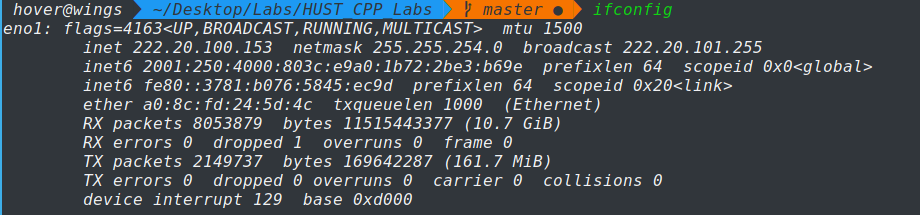 hover@wings ~/Desktop/Labs/HUST_CPP_Labs master ● ifconfig
eno1: flags=4163<UP,BROADCAST,RUNNING,MULTICAST> mtu 1500
inet 222.20.100.153 netmask 255.255.254.0 broadcast 222.20.101.255
inet6 2001:250:4000:803c:e9a0:1b72:2be3:b69e prefixlen 64 scopeid 0x0<global>
inet6 fe80::3781:b076:5845:ec9d prefixlen 64 scopeid 0x20<link>
ether a0:8c:fd:24:5d:4c txqueuelen 1000 (Ethernet)
RX packets 8053879 bytes 11515443377 (10.7 GiB)
RX errors 0 dropped 1 overruns 0 frame 0
TX packets 2149737 bytes 169642287 (161.7 MiB)
TX errors 0 dropped 0 overruns 0 carrier 0 collisions 0
device interrupt 129 base 0xd000